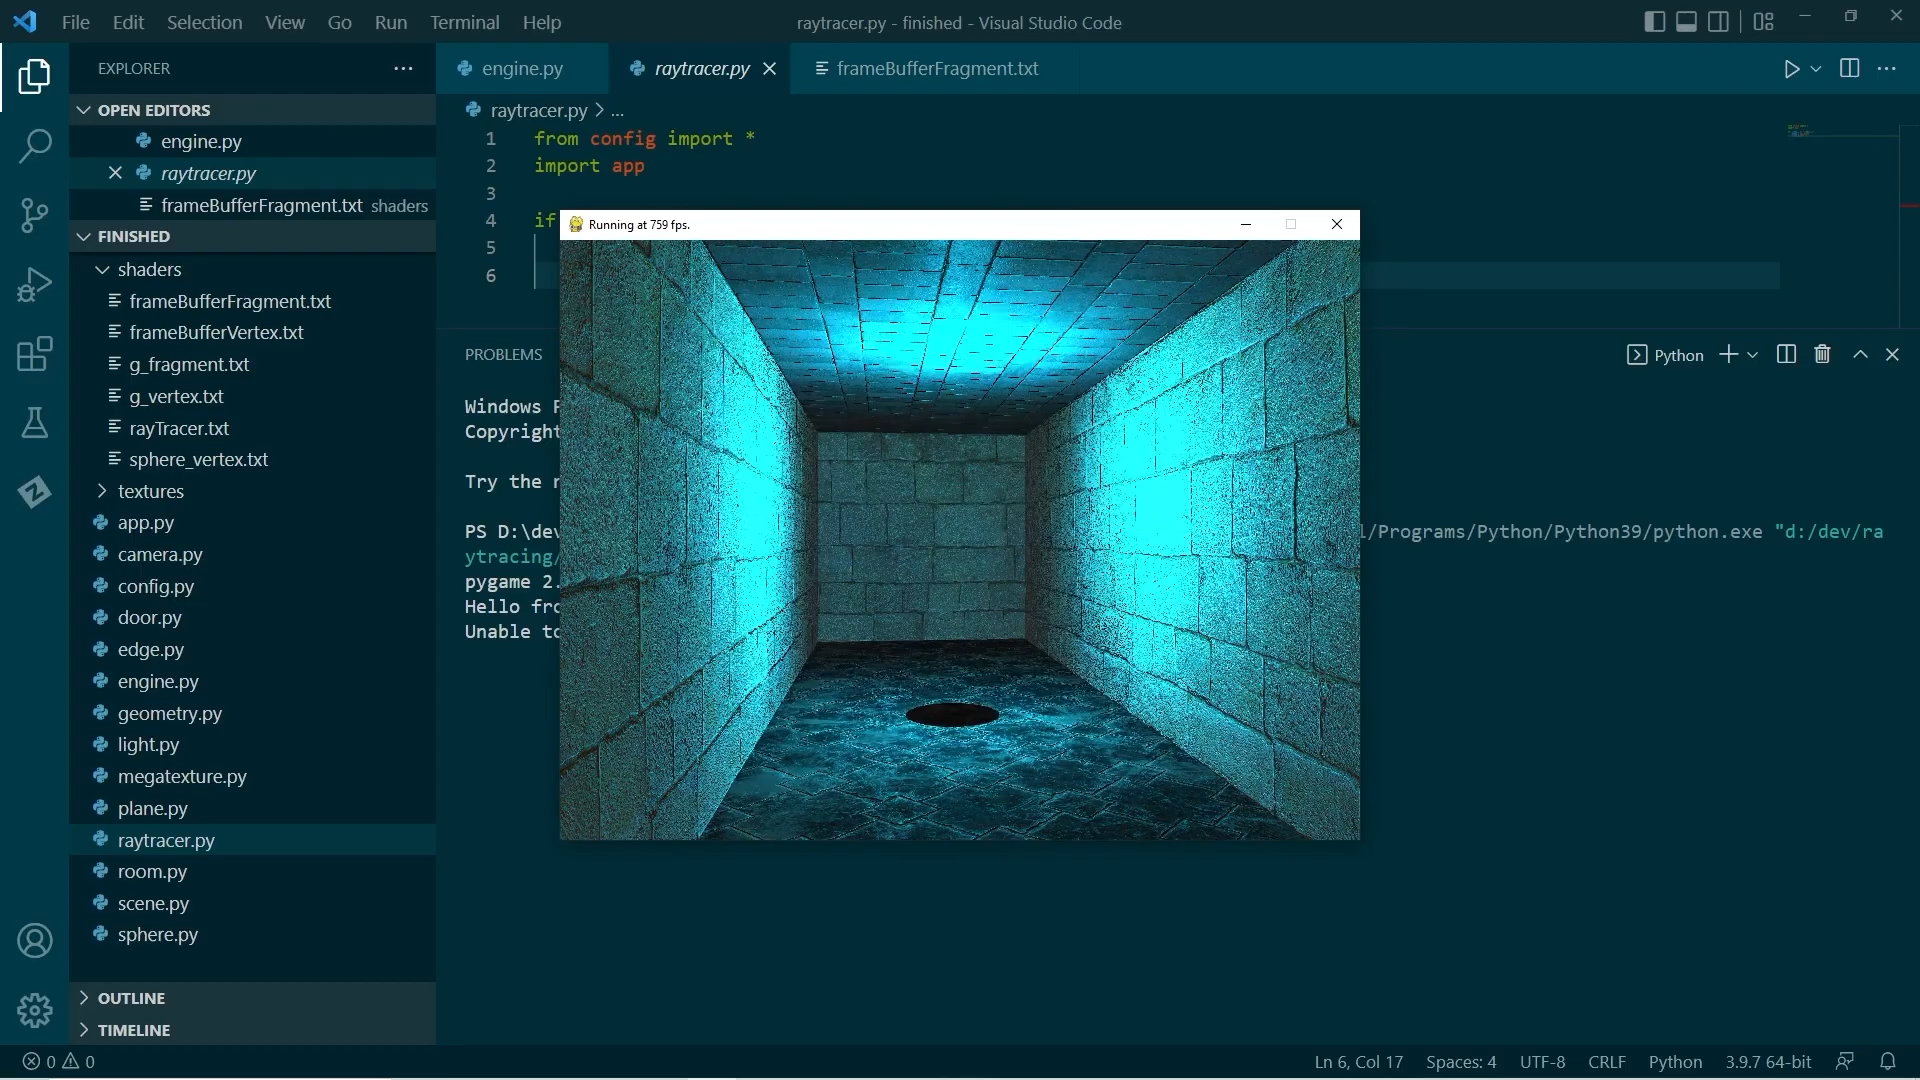 File Edit Selection View Go Run Terminal Help
raytracer.py - finished - Visual Studio Code
EXPLORER
OPEN EDITORS
engine.py
raytracer.py
frameBufferFragment.txt shaders
FINISHED
shaders
frameBufferFragment.txt
frameBufferVertex.txt
g_fragment.txt
g_vertex.txt
rayTracer.txt
sphere_vertex.txt
textures
app.py
camera.py
config.py
door.py
edge.py
engine.py
geometry.py
light.py
megatexture.py
plane.py
raytracer.py
room.py
scene.py
sphere.py
OUTLINE
TIMELINE
engine.py raytracer.py frameBufferFragment.txt
raytracer.py > ...
1 from config import *
2 import app
3
4 if
5
6
Running at 759 fps.
PROBLEMS
Python
Windows
Copyright
Try the
PS D:\dev /Programs/Python/Python39/python.exe "d:/dev/ra
ytracing/
pygame 2.
Hello
Unable
0 0
Ln 6, Col 17 Spaces: 4 UTF-8 CRLF Python 3.9.7 64-bit